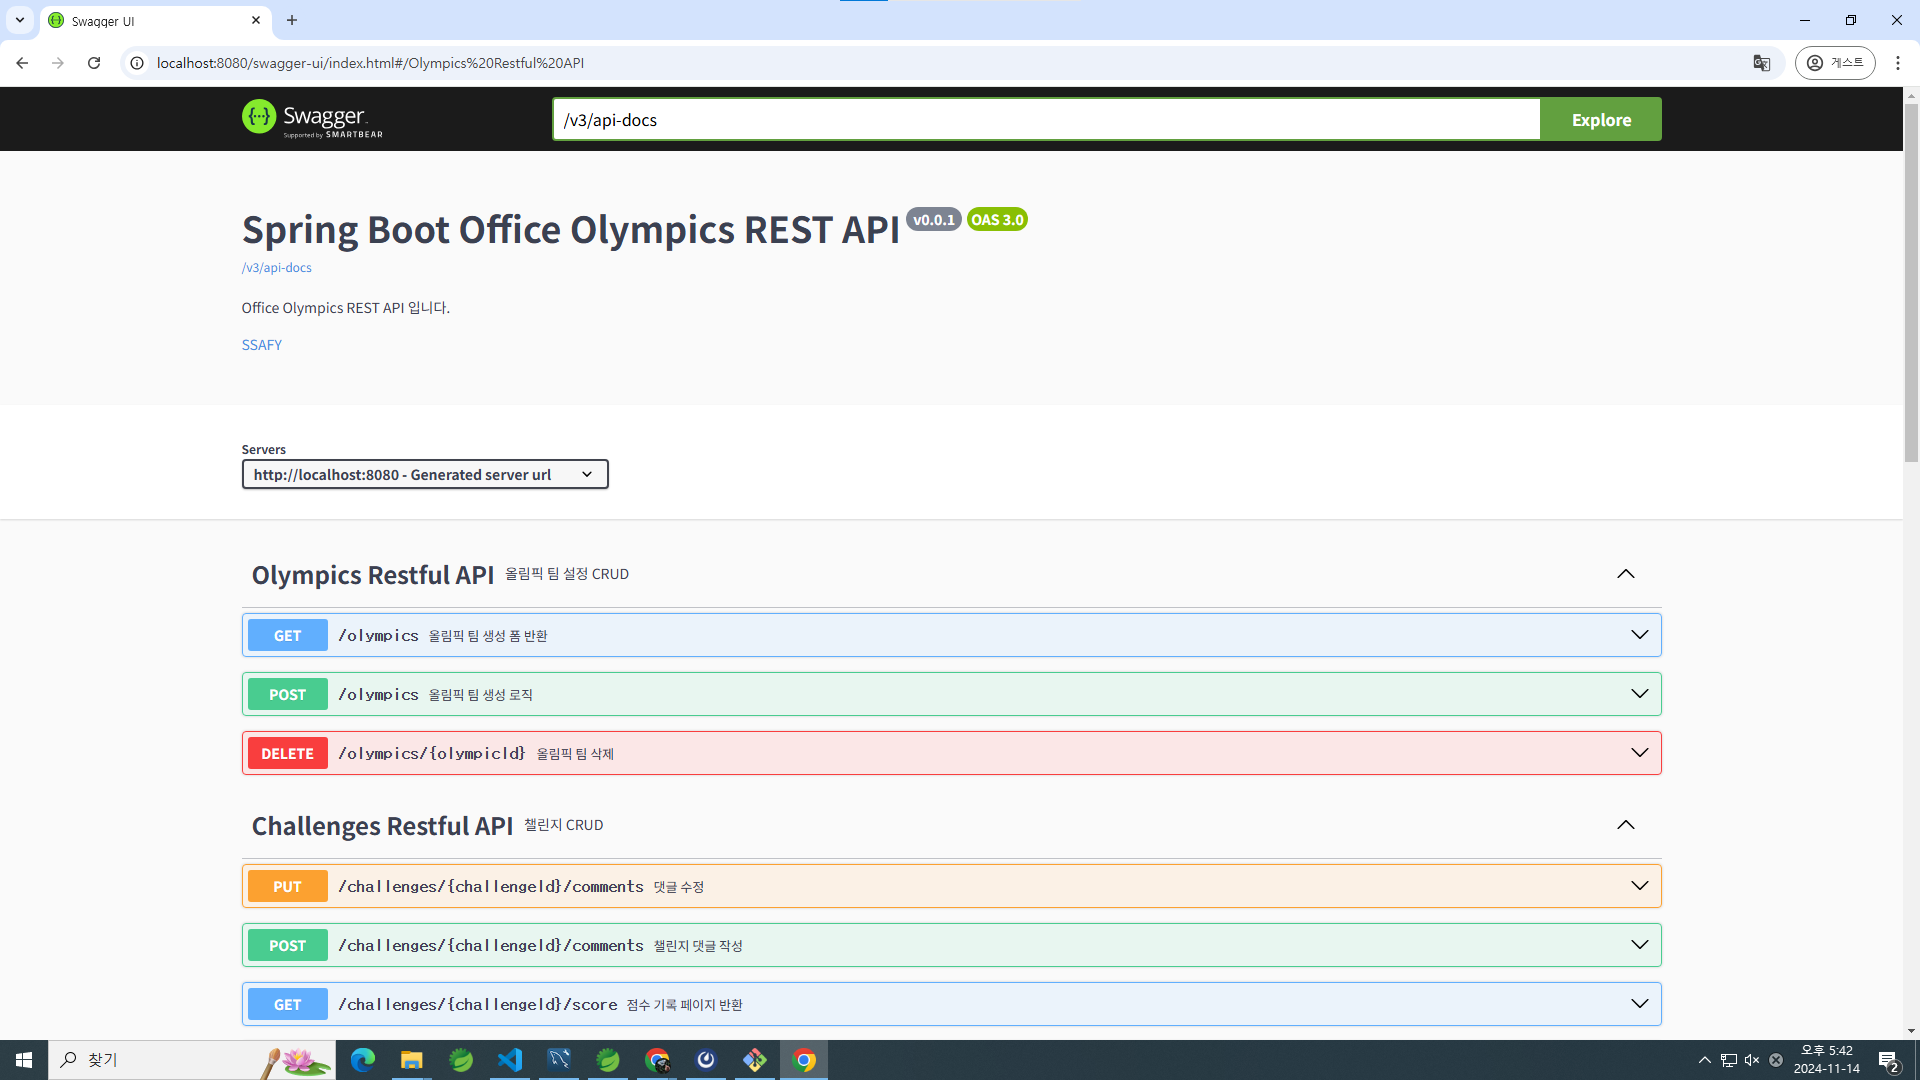 Swagger UI
localhost:8080/swagger-ui/index.html#/Olympics%20Restful%20API
게스트
Swagger
Supported by SMARTBEAR
/v3/api-docs
Explore
Spring Boot Office Olympics REST API v0.0.1 OAS 3.0
/v3/api-docs
Office Olympics REST API 입니다.
SSAFY
Servers
http://localhost:8080 - Generated server url
Olympics Restful API 올림픽 팀 설정 CRUD
GET /olympics 올림픽 팀 생성 폼 반환
POST /olympics 올림픽 팀 생성 로직
DELETE /olympics/{olympicId} 올림픽 팀 삭제
Challenges Restful API 챌린지 CRUD
PUT /challenges/{challengeId}/comments 댓글 수정
POST /challenges/{challengeId}/comments 챌린지 댓글 작성
GET /challenges/{challengeId}/score 점수 기록 페이지 반환
찾기
오후 5:42
2024-11-14
2